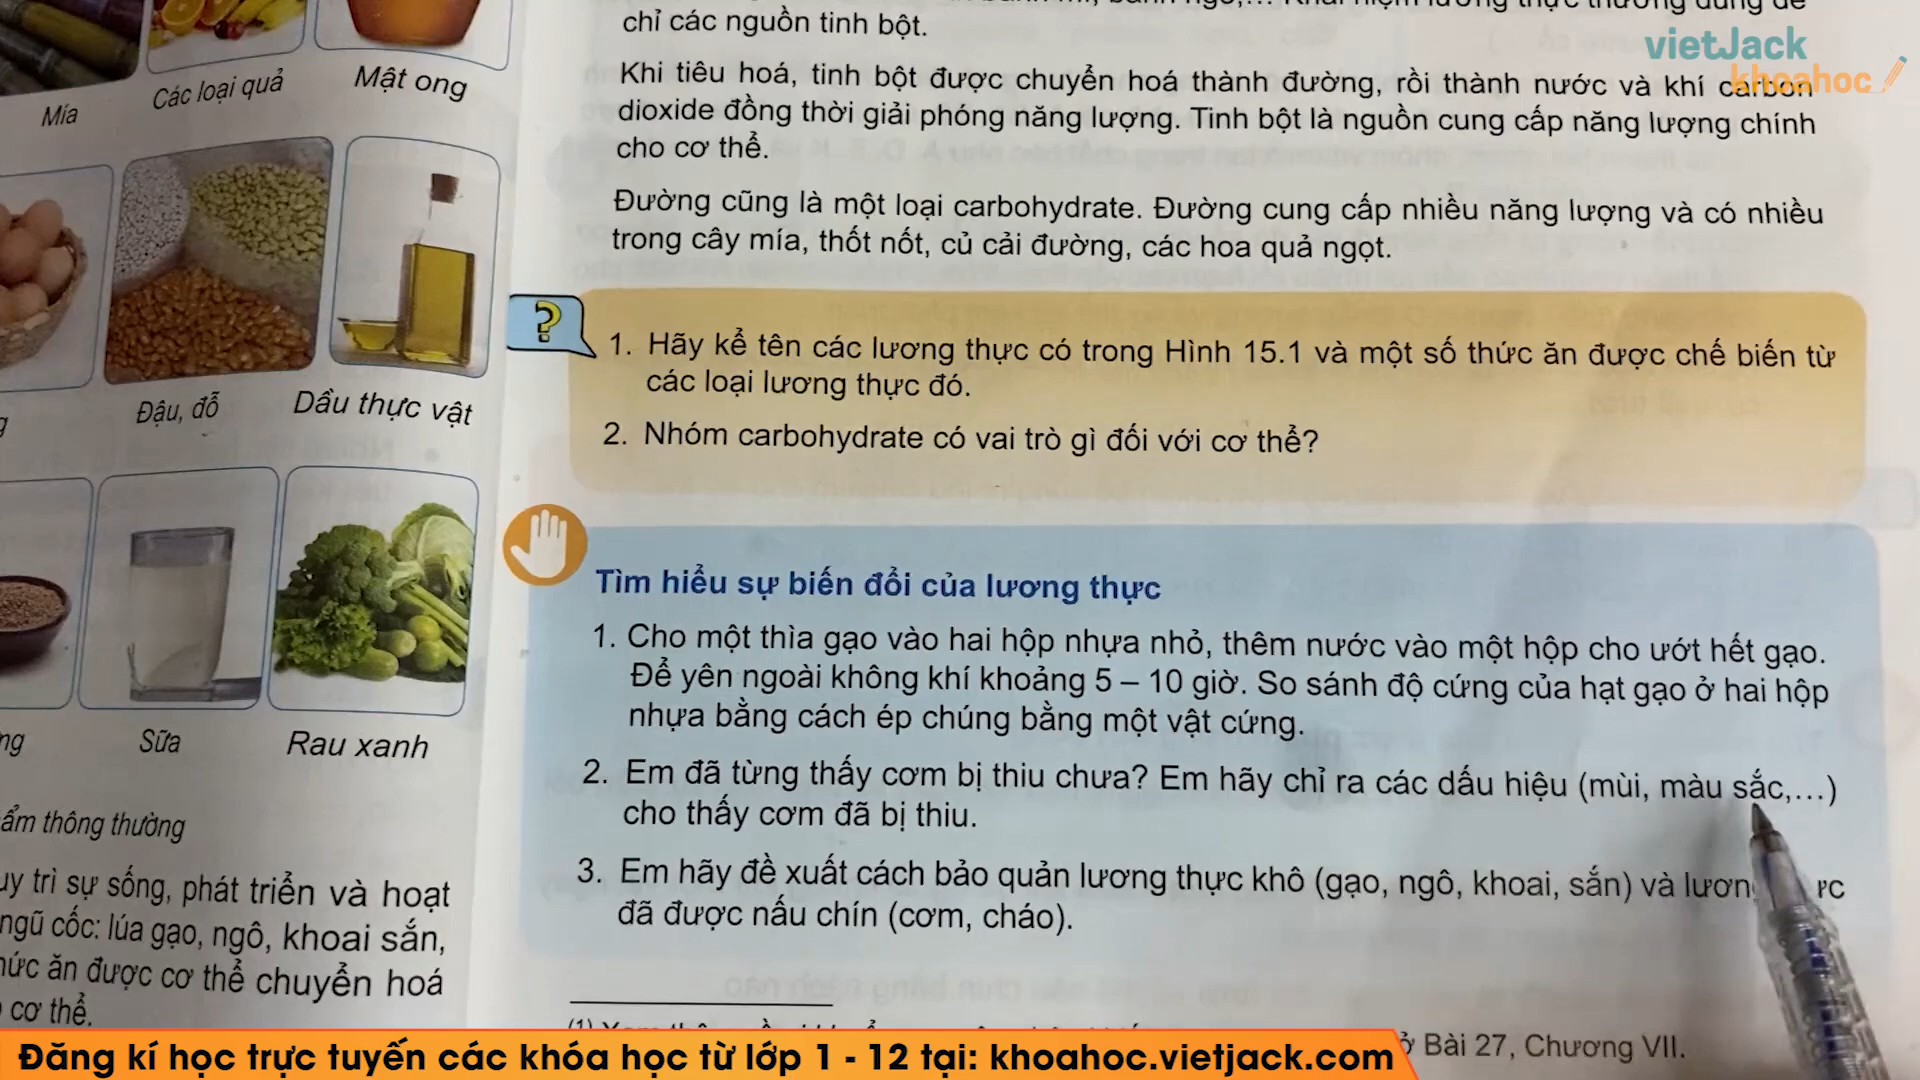 Mía
Các loại quả
Mật ong
Đậu, đỗ
Dầu thực vật
Sữa
Rau xanh
thông thường
trì sự sống, phát triển và hoạt
ngũ cốc: lúa gạo, ngô, khoai sắn,
ăn được cơ thể chuyển hoá
cơ thể.
chỉ các nguồn tinh bột.
Khi tiêu hoá, tinh bột được chuyển hoá thành đường, rồi thành nước và khí carbon
dioxide đồng thời giải phóng năng lượng. Tinh bột là nguồn cung cấp năng lượng chính
cho cơ thể.
Đường cũng là một loại carbohydrate. Đường cung cấp nhiều năng lượng và có nhiều
trong cây mía, thốt nốt, củ cải đường, các hoa quả ngọt.
?
1. Hãy kể tên các lương thực có trong Hình 15.1 và một số thức ăn được chế biến từ
các loại lương thực đó.
2. Nhóm carbohydrate có vai trò gì đối với cơ thể?
Tìm hiểu sự biến đổi của lương thực
1. Cho một thìa gạo vào hai hộp nhựa nhỏ, thêm nước vào một hộp cho ướt hết gạo.
Để yên ngoài không khí khoảng 5 – 10 giờ. So sánh độ cứng của hạt gạo ở hai hộp
nhựa bằng cách ép chúng bằng một vật cứng.
2. Em đã từng thấy cơm bị thiu chưa? Em hãy chỉ ra các dấu hiệu (mùi, màu sắc,...)
cho thấy cơm đã bị thiu.
3. Em hãy đề xuất cách bảo quản lương thực khô (gạo, ngô, khoai, sắn) và
đã được nấu chín (cơm, cháo).
Bài 27, Chương VII.
vietJack
khoahoc
Đăng kí học trực tuyến các khóa học từ lớp 1 - 12 tại: khoahoc.vietjack.com